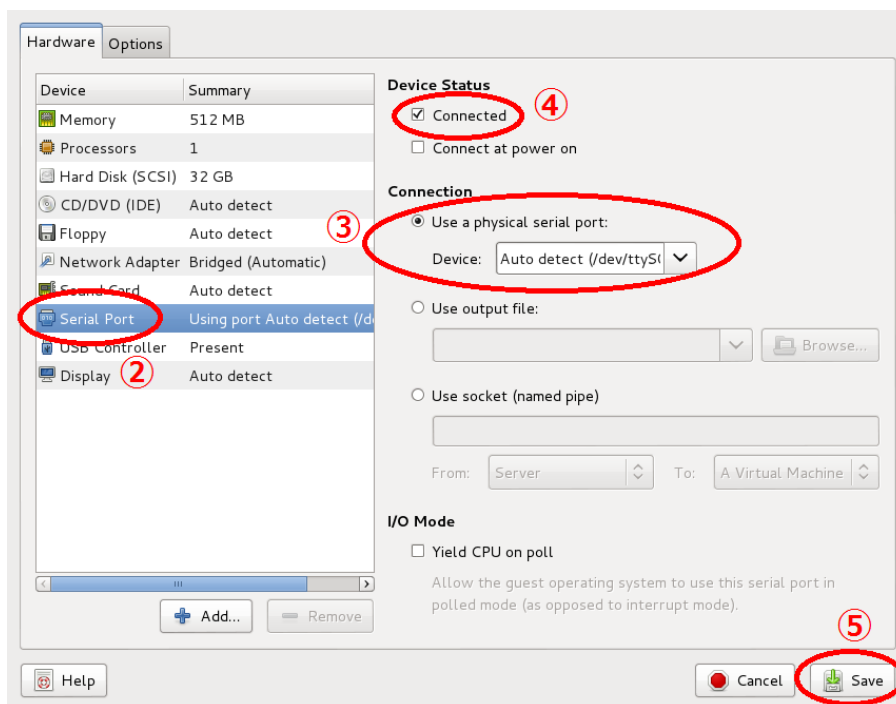 Hardware
Options
Device Summary
Memory 512 MB
Processors 1
Hard Disk (SCSI) 32 GB
CD/DVD (IDE) Auto detect
Floppy Auto detect
Network Adapter Bridged (Automatic)
Sound Card Auto detect
Serial Port Using port Auto detect (/d
USB Controller Present
Display ② Auto detect
Add...
Remove
Device Status
Connected ④
Connect at power on
Connection
③ Use a physical serial port:
Device: Auto detect (/dev/ttyS
Use output file:
Browse...
Use socket (named pipe)
From: Server To: A Virtual Machine
I/O Mode
Yield CPU on poll
Allow the guest operating system to use this serial port in
polled mode (as opposed to interrupt mode).
⑤
Help
Cancel
Save